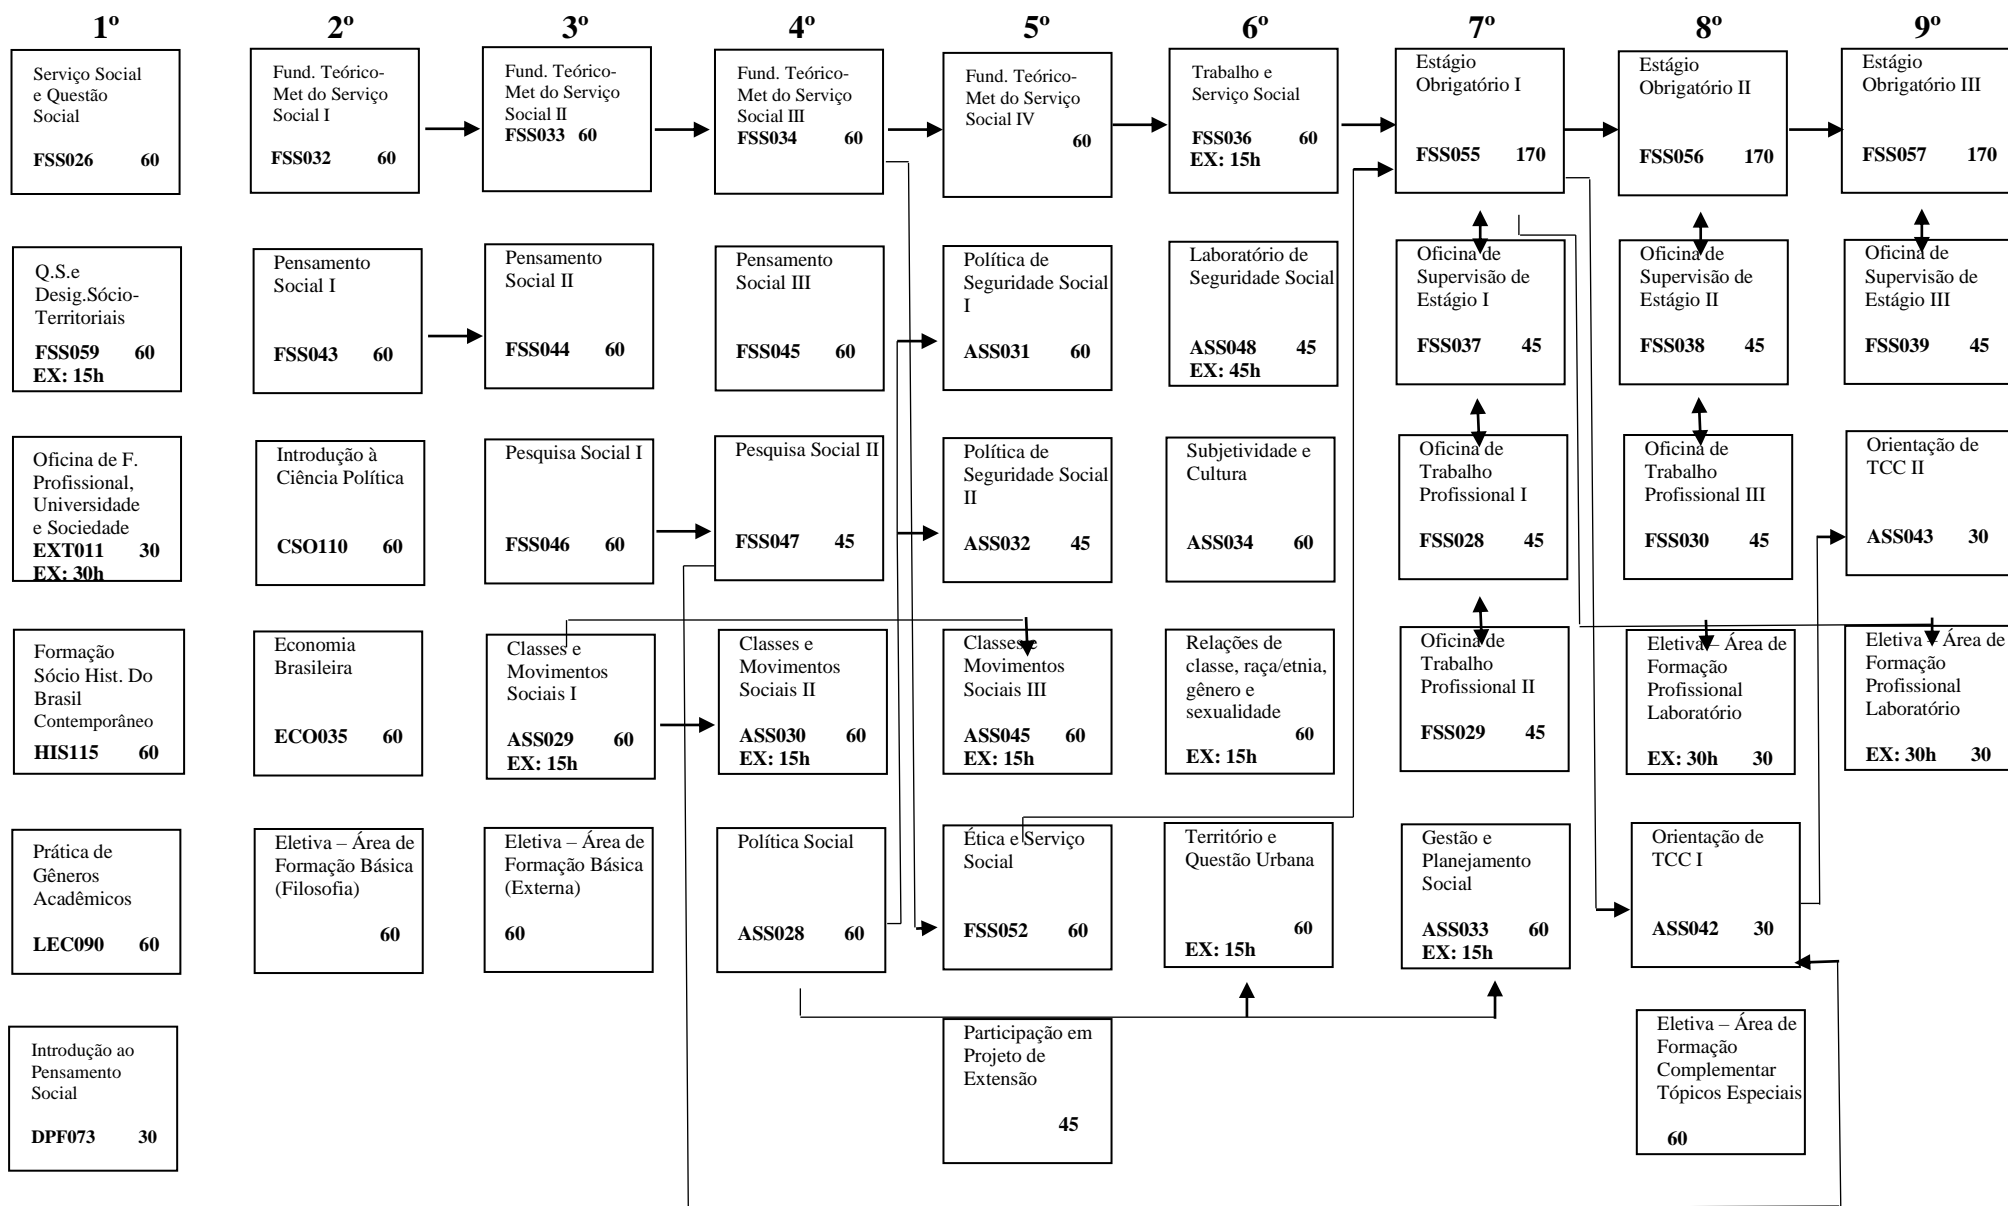 1º
2º
3º
4º
5º
6º
7º
8º
9º
Serviço Social
e Questão
Social
FSS026 60
Q.S.e
Desig.Sócio-
Territoriais
FSS059 60
EX: 15h
Oficina de F.
Profissional,
Universidade
e Sociedade
EXT011 30
EX: 30h
Formação
Sócio Hist. Do
Brasil
Contemporâneo
HIS115 60
Prática de
Gêneros
Acadêmicos
LEC090 60
Introdução ao
Pensamento
Social
DPF073 30
Fund. Teórico-
Met do Serviço
Social I
FSS032 60
Pensamento
Social I
FSS043 60
Introdução à
Ciência Política
CSO110 60
Economia
Brasileira
ECO035 60
Eletiva – Área de
Formação Básica
(Filosofia)
60
Fund. Teórico-
Met do Serviço
Social II
FSS033 60
Pensamento
Social II
FSS044 60
Pesquisa Social I
FSS046 60
Classes e
Movimentos
Sociais I
ASS029 60
EX: 15h
Eletiva – Área de
Formação Básica
(Externa)
60
Fund. Teórico-
Met do Serviço
Social III
FSS034 60
Pensamento
Social III
FSS045 60
Pesquisa Social II
FSS047 45
Classes e
Movimentos
Sociais II
ASS030 60
EX: 15h
Política Social
ASS028 60
Fund. Teórico-
Met do Serviço
Social IV
60
Política de
Seguridade Social
I
ASS031 60
Política de
Seguridade Social
II
ASS032 45
Classes e
Movimentos
Sociais III
ASS045 60
EX: 15h
Ética e Serviço
Social
FSS052 60
Participação em
Projeto de
Extensão
45
Trabalho e
Serviço Social
FSS036 60
EX: 15h
Laboratório de
Seguridade Social
ASS048 45
EX: 45h
Subjetividade e
Cultura
ASS034 60
Relações de
classe, raça/etnia,
gênero e
sexualidade
60
EX: 15h
Território e
Questão Urbana
60
EX: 15h
Estágio
Obrigatório I
FSS055 170
Oficina de
Supervisão de
Estágio I
FSS037 45
Oficina de
Trabalho
Profissional I
FSS028 45
Oficina de
Trabalho
Profissional II
FSS029 45
Gestão e
Planejamento
Social
ASS033 60
EX: 15h
Estágio
Obrigatório II
FSS056 170
Oficina de
Supervisão de
Estágio II
FSS038 45
Oficina de
Trabalho
Profissional III
FSS030 45
Eletiva – Área de
Formação
Profissional
Laboratório
EX: 30h 30
Orientação de
TCC I
ASS042 30
Eletiva – Área de
Formação
Complementar
Tópicos Especiais
60
Estágio
Obrigatório III
FSS057 170
Oficina de
Supervisão de
Estágio III
FSS039 45
Orientação de
TCC II
ASS043 30
Eletiva – Área de
Formação
Profissional
Laboratório
EX: 30h 30